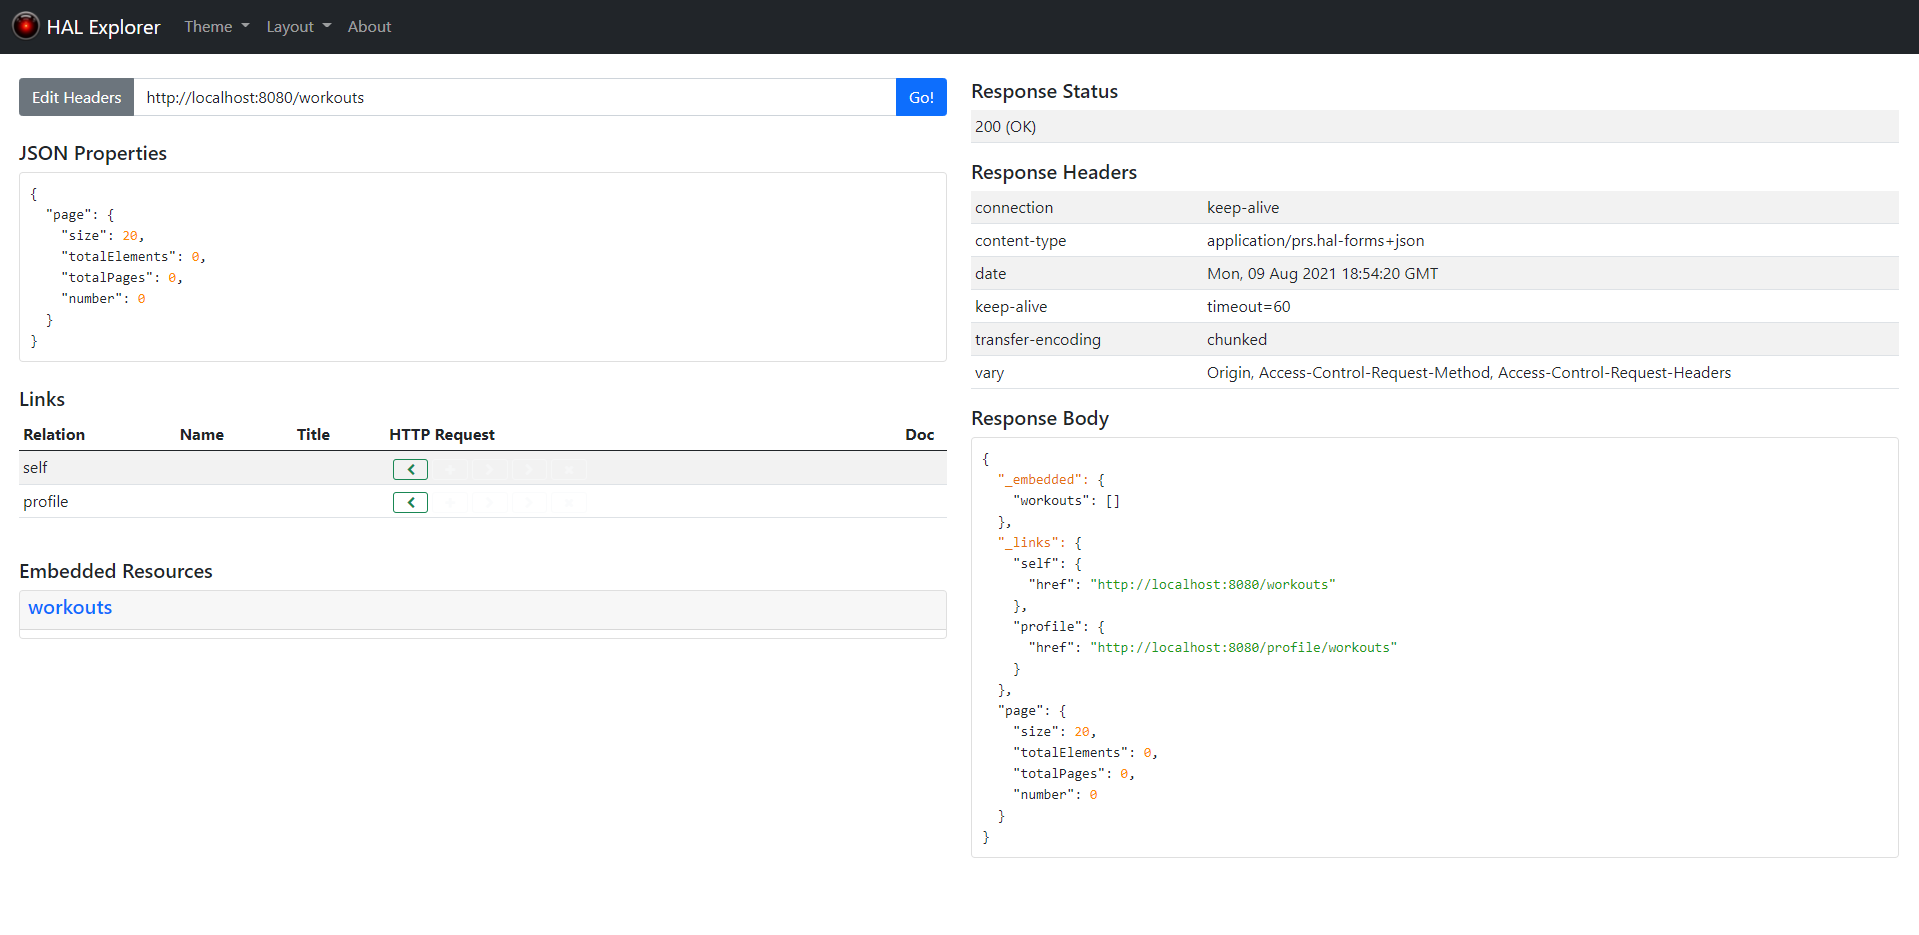 HAL Explorer Theme Layout About
Edit Headers http://localhost:8080/workouts Go!
JSON Properties
{
  "page": {
    "size": 20,
    "totalElements": 0,
    "totalPages": 0,
    "number": 0
  }
}
Links
Relation Name Title HTTP Request Doc
self
profile
Embedded Resources
workouts
Response Status
200 (OK)
Response Headers
connection keep-alive
content-type application/prs.hal-forms+json
date Mon, 09 Aug 2021 18:54:20 GMT
keep-alive timeout=60
transfer-encoding chunked
vary Origin, Access-Control-Request-Method, Access-Control-Request-Headers
Response Body
{
  "_embedded": {
    "workouts": []
  },
  "_links": {
    "self": {
      "href": "http://localhost:8080/workouts"
    },
    "profile": {
      "href": "http://localhost:8080/profile/workouts"
    }
  },
  "page": {
    "size": 20,
    "totalElements": 0,
    "totalPages": 0,
    "number": 0
  }
}